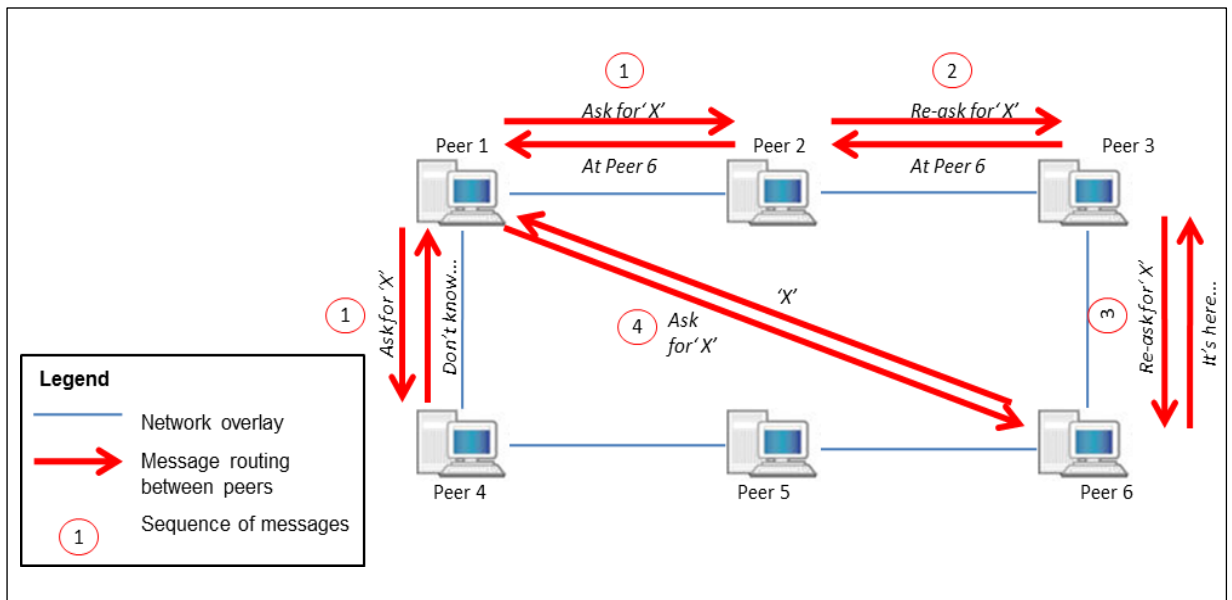 1
2
Ask for‘ X’
Re-ask for‘ X’
Peer 1
Peer 2
Peer 3
At Peer 6
At Peer 6
1
Ask for ‘X’
Don't know...
4
Ask
for‘ X’
‘X’
3
Re-ask for‘ X’
It’s here...
Peer 4
Peer 5
Peer 6
Legend
Network overlay
Message routing
between peers
1
Sequence of messages